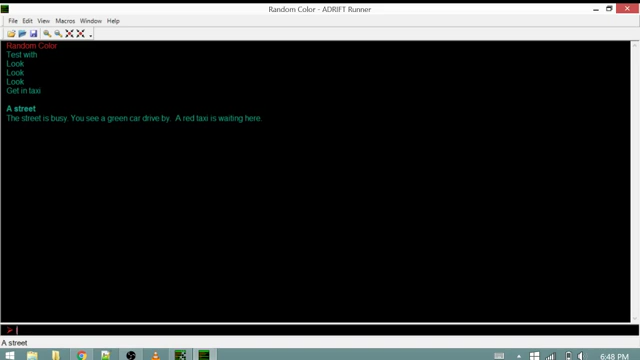 Random Color - ADRIFT Runner
File Edit View Macros Window Help
Random Color
Test with
Look
Look
Look
Get in taxi
A street
The street is busy. You see a green car drive by.  A red taxi is waiting here.
>
A street
6:48 PM